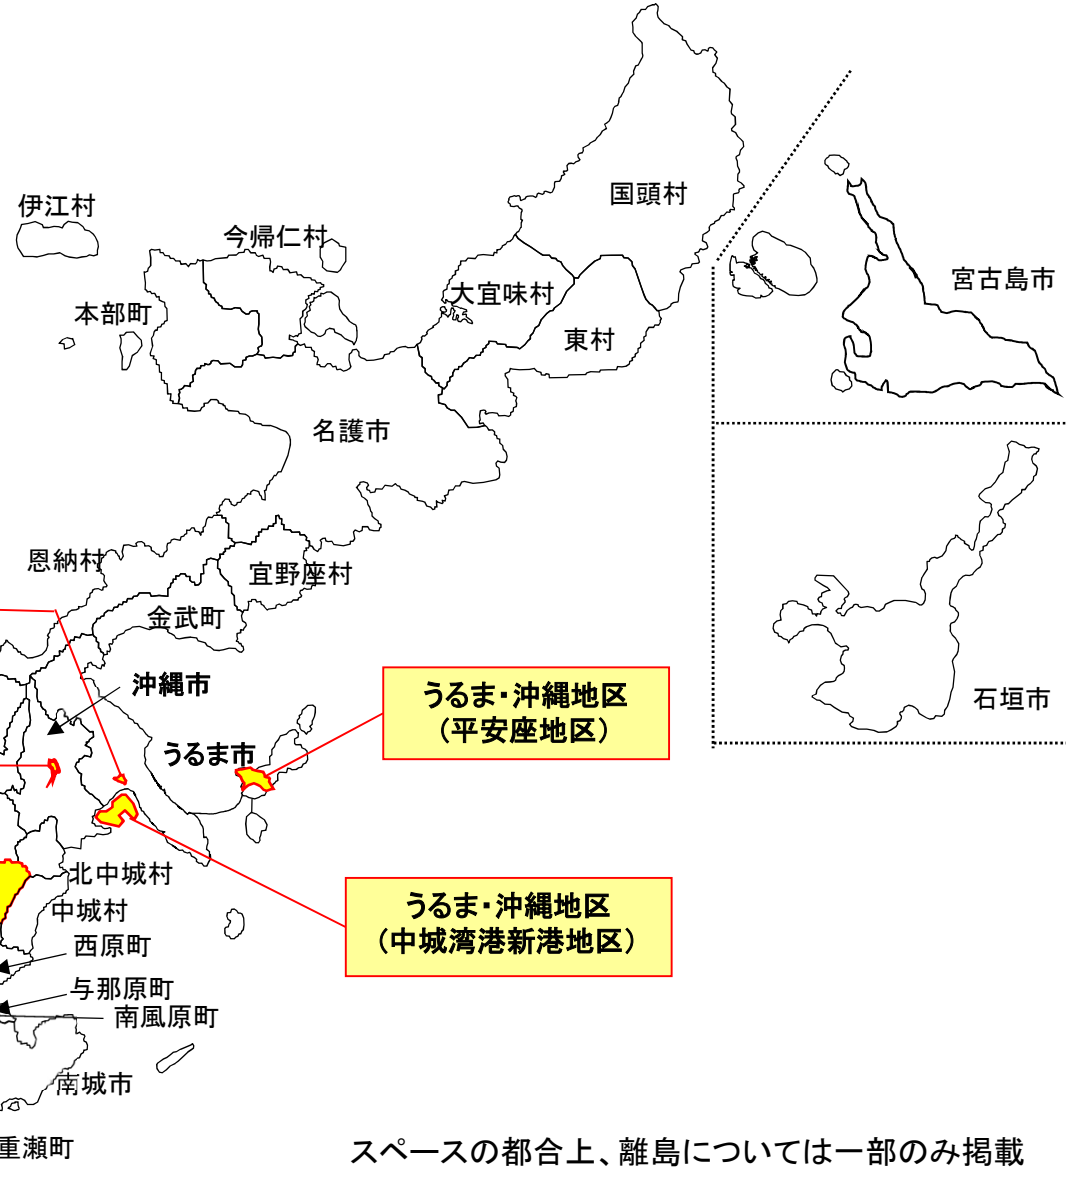 国頭村
伊江村
今帰仁村
宮古島市
大宜味村
本部町
東村
名護市
恩納村
宜野座村
金武町
沖縄市
石垣市
うるま・沖縄地区
（平安座地区）
うるま市
北中城村
うるま・沖縄地区
（中城湾港新港地区）
中城村
西原町
与那原町
南風原町
南城市
重瀬町
スペースの都合上、離島については一部のみ掲載